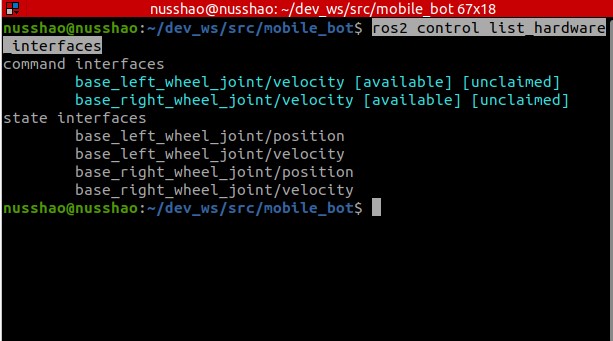 nusshao@nusshao: ~/dev_ws/src/mobile_bot 67x18
nusshao@nusshao:~/dev_ws/src/mobile_bot$ ros2 control list_hardware
_interfaces
command interfaces
base_left_wheel_joint/velocity [available] [unclaimed]
base_right_wheel_joint/velocity [available] [unclaimed]
state interfaces
base_left_wheel_joint/position
base_left_wheel_joint/velocity
base_right_wheel_joint/position
base_right_wheel_joint/velocity
nusshao@nusshao:~/dev_ws/src/mobile_bot$